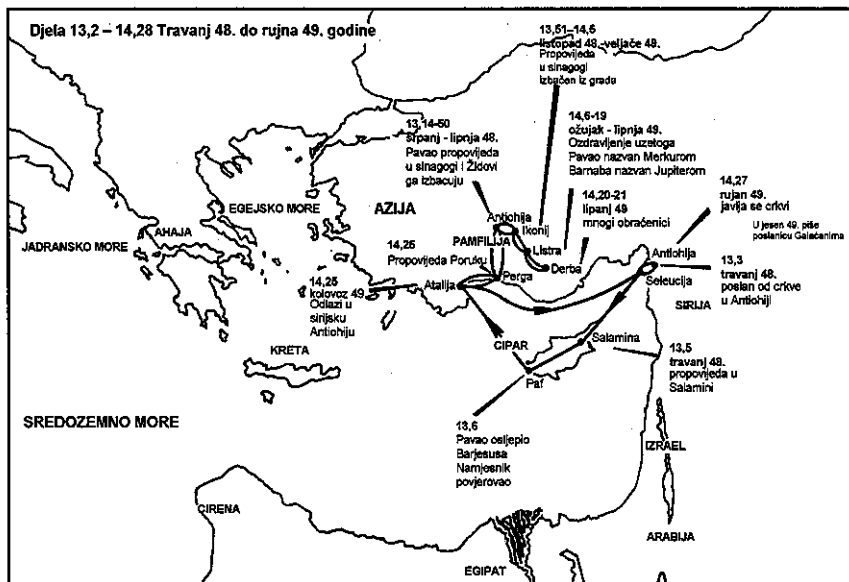 Djela 13,2 – 14,28 Travanj 48. do rujna 49. godine
13,51–14,5
listopad 48.-veljače 48.
Propovijeda
u sinagogi
Izbačen iz grada
13,14-50
srpanj - lipnja 48.
Pavao propovijeda
u sinagogi i Židovi
ga izbacuju
14,6-19
ožujak - lipnja 49.
Ozdravljenje uzetoga
Pavao nazvan Merkurom
Barnaba nazvan Jupiterom
14,20-21
lipanj 49
mnogi obraćenici
14,27
rujan 49.
javlja se crkvi
U jesen 49. piše
poslanicu Galaćanima
JADRANSKO MORE
AHAJA
EGEJSKO MORE
AZIJA
Antiohija
Ikonij
Listra
Derba
PAMFILIJA
14,25
Propovijeda Poruku
Perga
Atalija
14,25
kolovoz 49
Odlazi u
sirijsku
Antiohiju
Antiohija
Seleucija
SIRIJA
13,3
travanj 48.
poslan od crkve
u Antiohiji
KRETA
CIPAR
Salamina
Paf
13,5
travanj 48.
propovijeda u
Salamini
SREDOZEMNO MORE
13,6
Pavao osljepio
Barjesusa
Namjesnik
povjerovao
IZRAEL
CIRENA
ARABIJA
EGIPAT